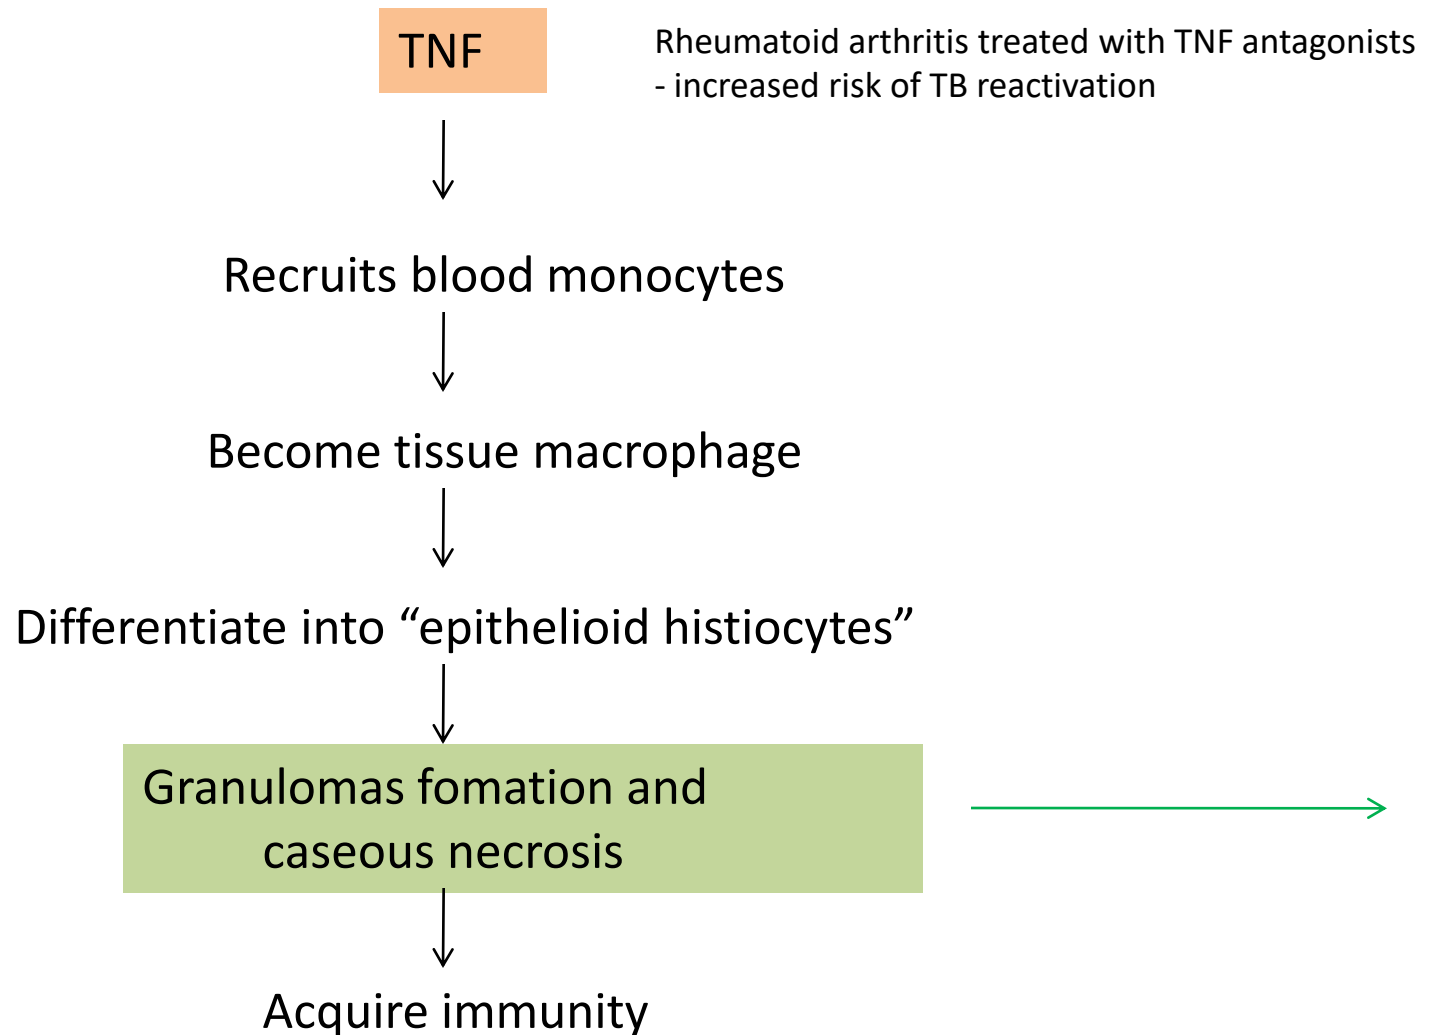 TNF
Rheumatoid arthritis treated with TNF antagonists
- increased risk of TB reactivation
Recruits blood monocytes
Become tissue macrophage
Differentiate into “epithelioid histiocytes”
Granulomas fomation and
caseous necrosis
Acquire immunity